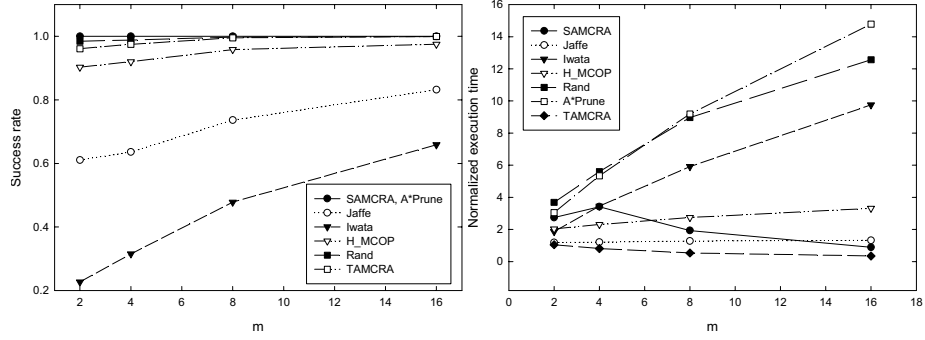 1.0
0.8
0.6
0.4
0.2
Success rate
2 4 6 8 10 12 14 16
m
SAMCRA, A*Prune
Jaffe
Iwata
H_MCOP
Rand
TAMCRA
16
14
12
10
8
6
4
2
0
Normalized execution time
0 2 4 6 8 10 12 14 16 18
m
SAMCRA
Jaffe
Iwata
H_MCOP
Rand
A*Prune
TAMCRA